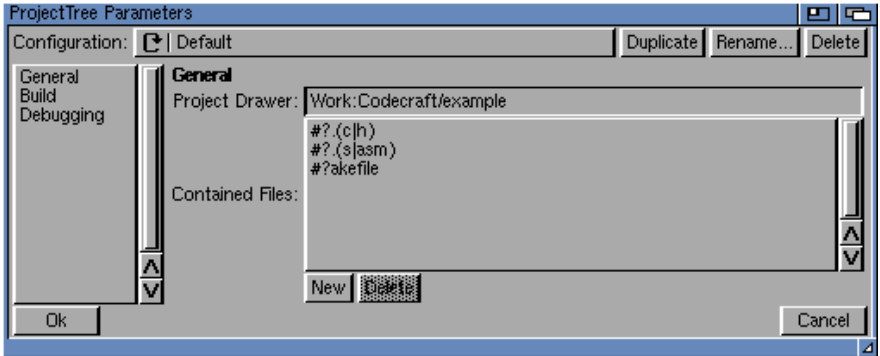 ProjectTree Parameters
Configuration: Default Duplicate Rename... Delete
General
Build
Debugging
General
Project Drawer: Work:Codecraft/example
#?.(c|h)
#?.(s|asm)
#?akefile
Contained Files:
New Delete
Ok Cancel